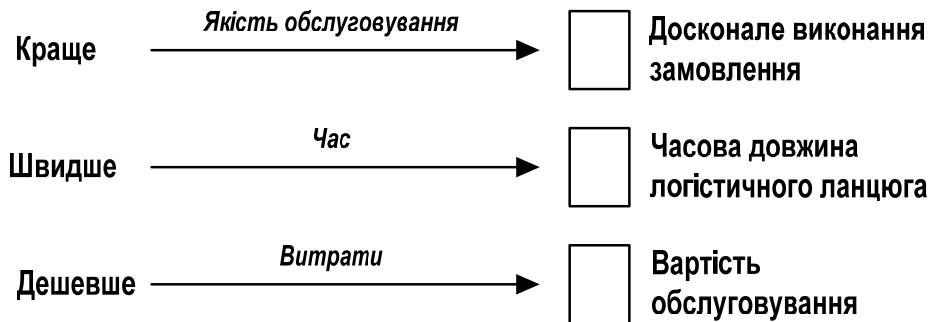 Якість обслуговування
Краще
Досконале виконання
замовлення
Час
Швидше
Часова довжина
логістичного ланцюга
Витрати
Дешевше
Вартість
обслуговування